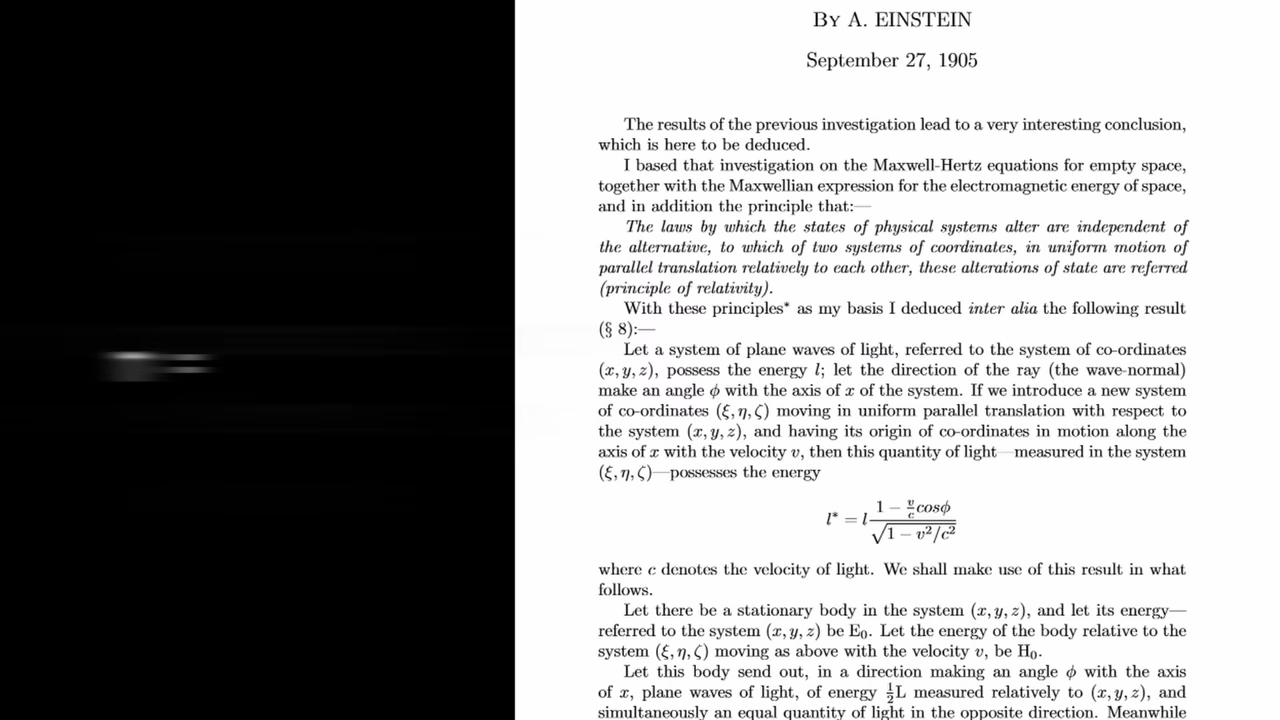 By A. EINSTEIN
September 27, 1905
The results of the previous investigation lead to a very interesting conclusion,
which is here to be deduced.
I based that investigation on the Maxwell-Hertz equations for empty space,
together with the Maxwellian expression for the electromagnetic energy of space,
and in addition the principle that:—
The laws by which the states of physical systems alter are independent of
the alternative, to which of two systems of coordinates, in uniform motion of
parallel translation relatively to each other, these alterations of state are referred
(principle of relativity).
With these principles* as my basis I deduced inter alia the following result
(§ 8):—
Let a system of plane waves of light, referred to the system of co-ordinates
(x, y, z), possess the energy l; let the direction of the ray (the wave-normal)
make an angle ϕ with the axis of x of the system. If we introduce a new system
of co-ordinates (ξ, η, ζ) moving in uniform parallel translation with respect to
the system (x, y, z), and having its origin of co-ordinates in motion along the
axis of x with the velocity v, then this quantity of light—measured in the system
(ξ, η, ζ)—possesses the energy
l* = l (1 − v/c cosϕ) / √(1 − v²/c²)
where c denotes the velocity of light. We shall make use of this result in what
follows.
Let there be a stationary body in the system (x, y, z), and let its energy—
referred to the system (x, y, z) be E₀. Let the energy of the body relative to the
system (ξ, η, ζ) moving as above with the velocity v, be H₀.
Let this body send out, in a direction making an angle ϕ with the axis
of x, plane waves of light, of energy ½L measured relatively to (x, y, z), and
simultaneously an equal quantity of light in the opposite direction. Meanwhile